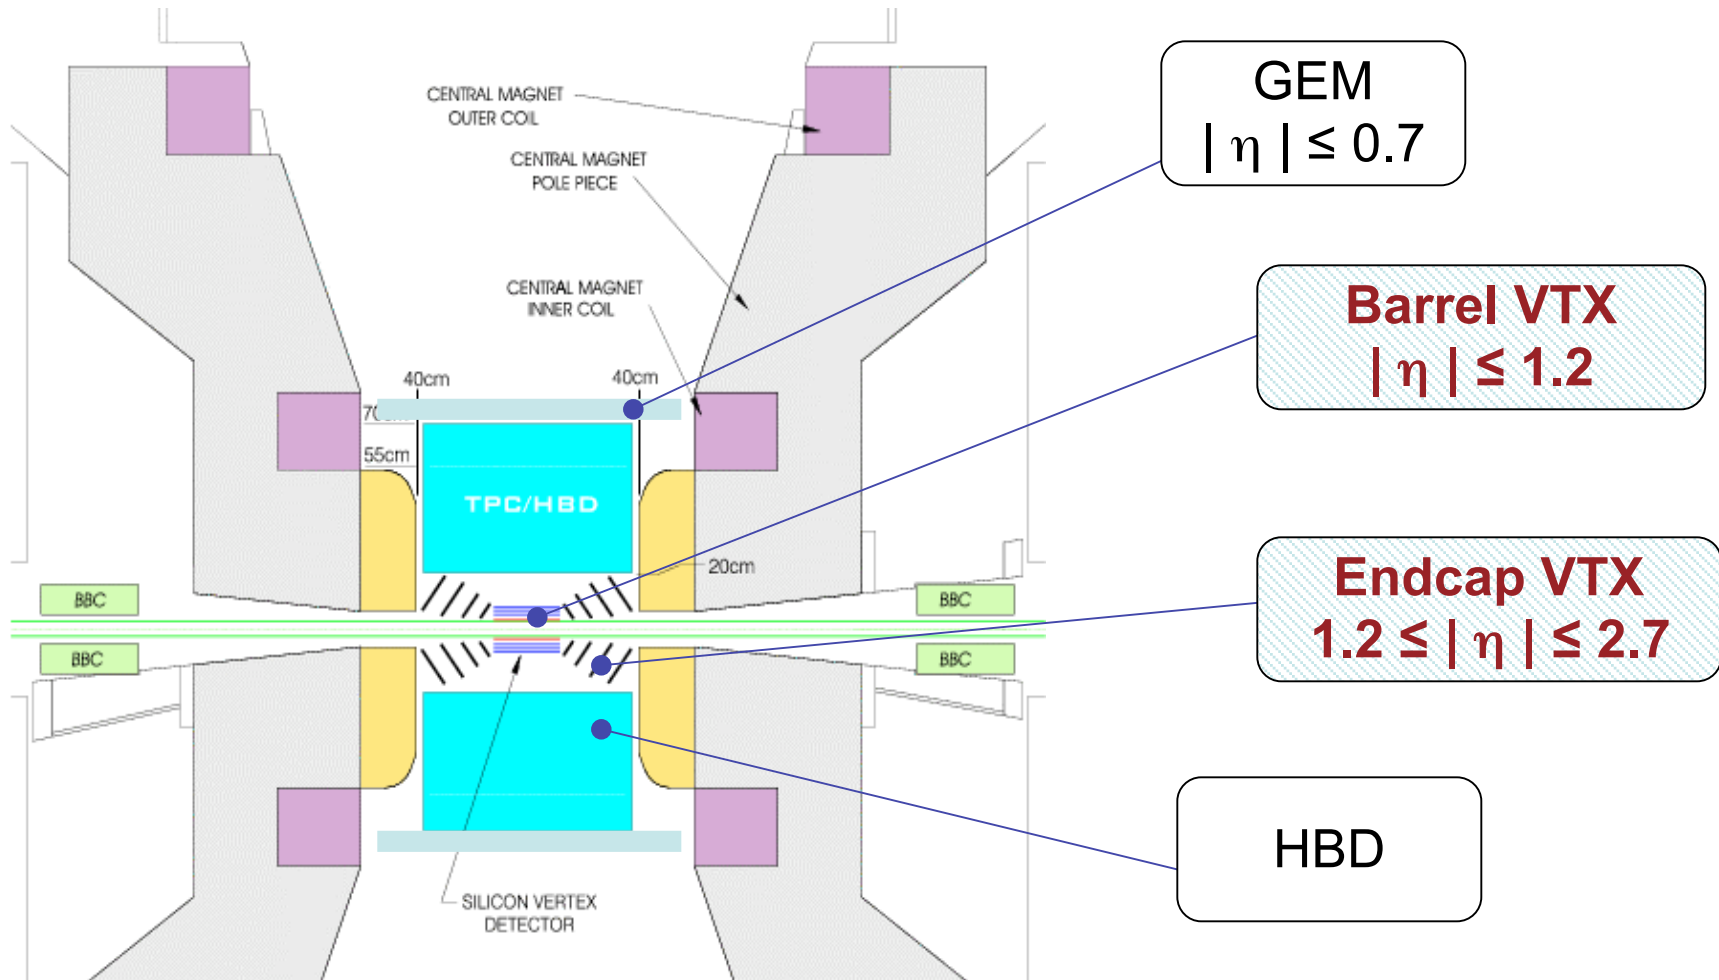 CENTRAL MAGNET
OUTER COIL
CENTRAL MAGNET
POLE PIECE
CENTRAL MAGNET
INNER COIL
40cm
40cm
55cm
TPC/HBD
20cm
BBC
BBC
BBC
BBC
SILICON VERTEX
DETECTOR
GEM
| η | ≤ 0.7
Barrel VTX
| η | ≤ 1.2
Endcap VTX
1.2 ≤ | η | ≤ 2.7
HBD